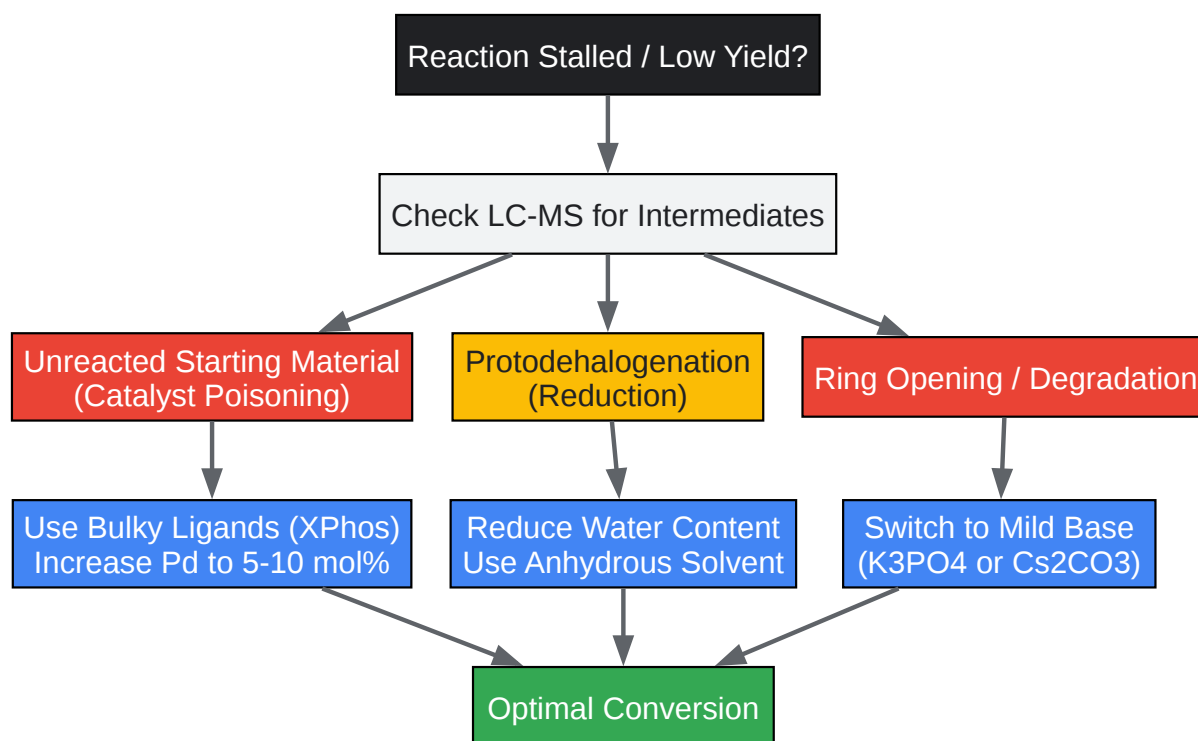 Reaction Stalled / Low Yield?
Check LC-MS for Intermediates
Unreacted Starting Material
(Catalyst Poisoning)
Protodehalogenation
(Reduction)
Ring Opening / Degradation
Use Bulky Ligands (XPhos)
Increase Pd to 5-10 mol%
Reduce Water Content
Use Anhydrous Solvent
Switch to Mild Base
(K3PO4 or Cs2CO3)
Optimal Conversion